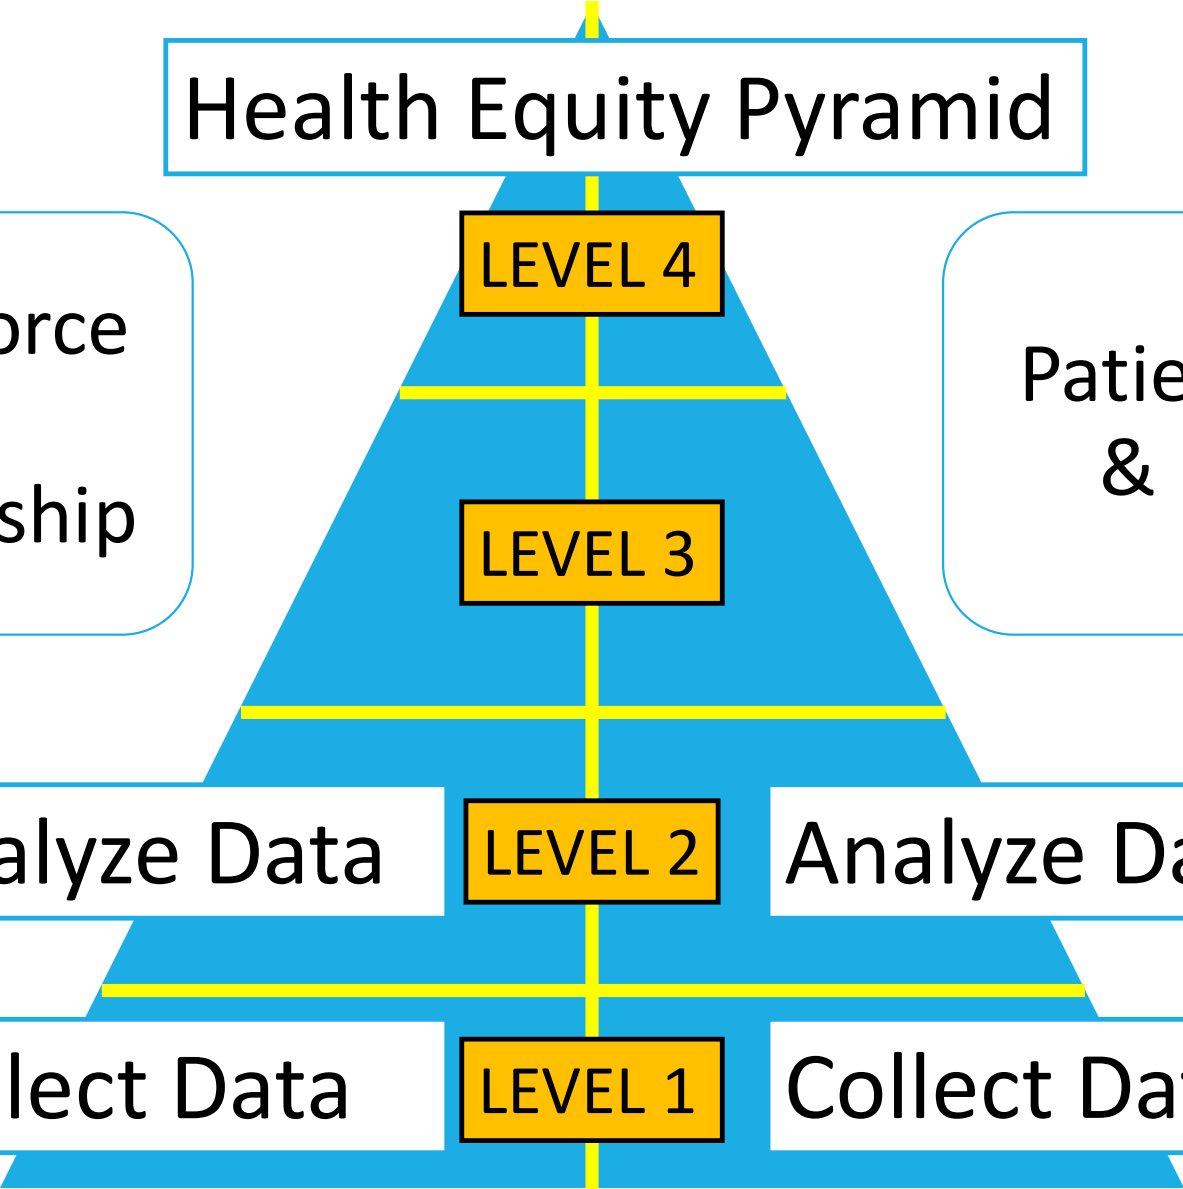 Health Equity Pyramid
LEVEL 4
orce
ship
Patie
&
LEVEL 3
alyze Data
LEVEL 2
Analyze Da
lect Data
LEVEL 1
Collect Dat